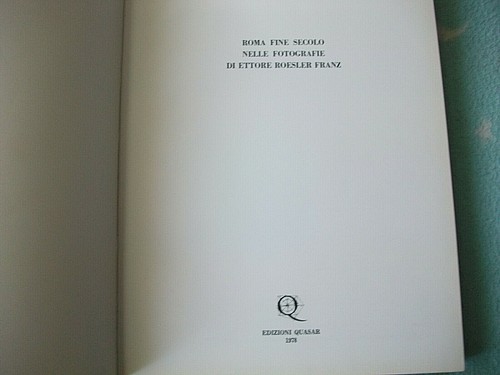 ROMA FINE SECOLO
NELLE FOTOGRAFIE
DI ETTORE ROESLER FRANZ
Q
EDIZIONI QUASAR
1978